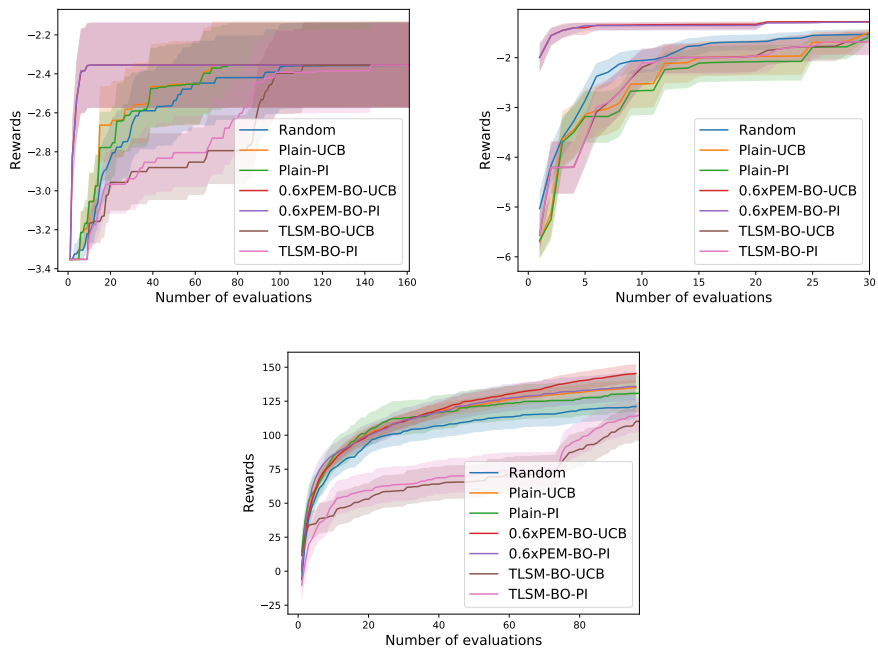 −2.2
−2.4
−2.6
−2.8
−3.0
−3.2
−3.4
Rewards
0 20 40 60 80 100 120 140 160
Number of evaluations
Random
Plain-UCB
Plain-PI
0.6xPEM-BO-UCB
0.6xPEM-BO-PI
TLSM-BO-UCB
TLSM-BO-PI
−2
−3
−4
−5
−6
Rewards
0 5 10 15 20 25 30
Number of evaluations
Random
Plain-UCB
Plain-PI
0.6xPEM-BO-UCB
0.6xPEM-BO-PI
TLSM-BO-UCB
TLSM-BO-PI
150
125
100
75
50
25
0
−25
Rewards
0 20 40 60 80
Number of evaluations
Random
Plain-UCB
Plain-PI
0.6xPEM-BO-UCB
0.6xPEM-BO-PI
TLSM-BO-UCB
TLSM-BO-PI